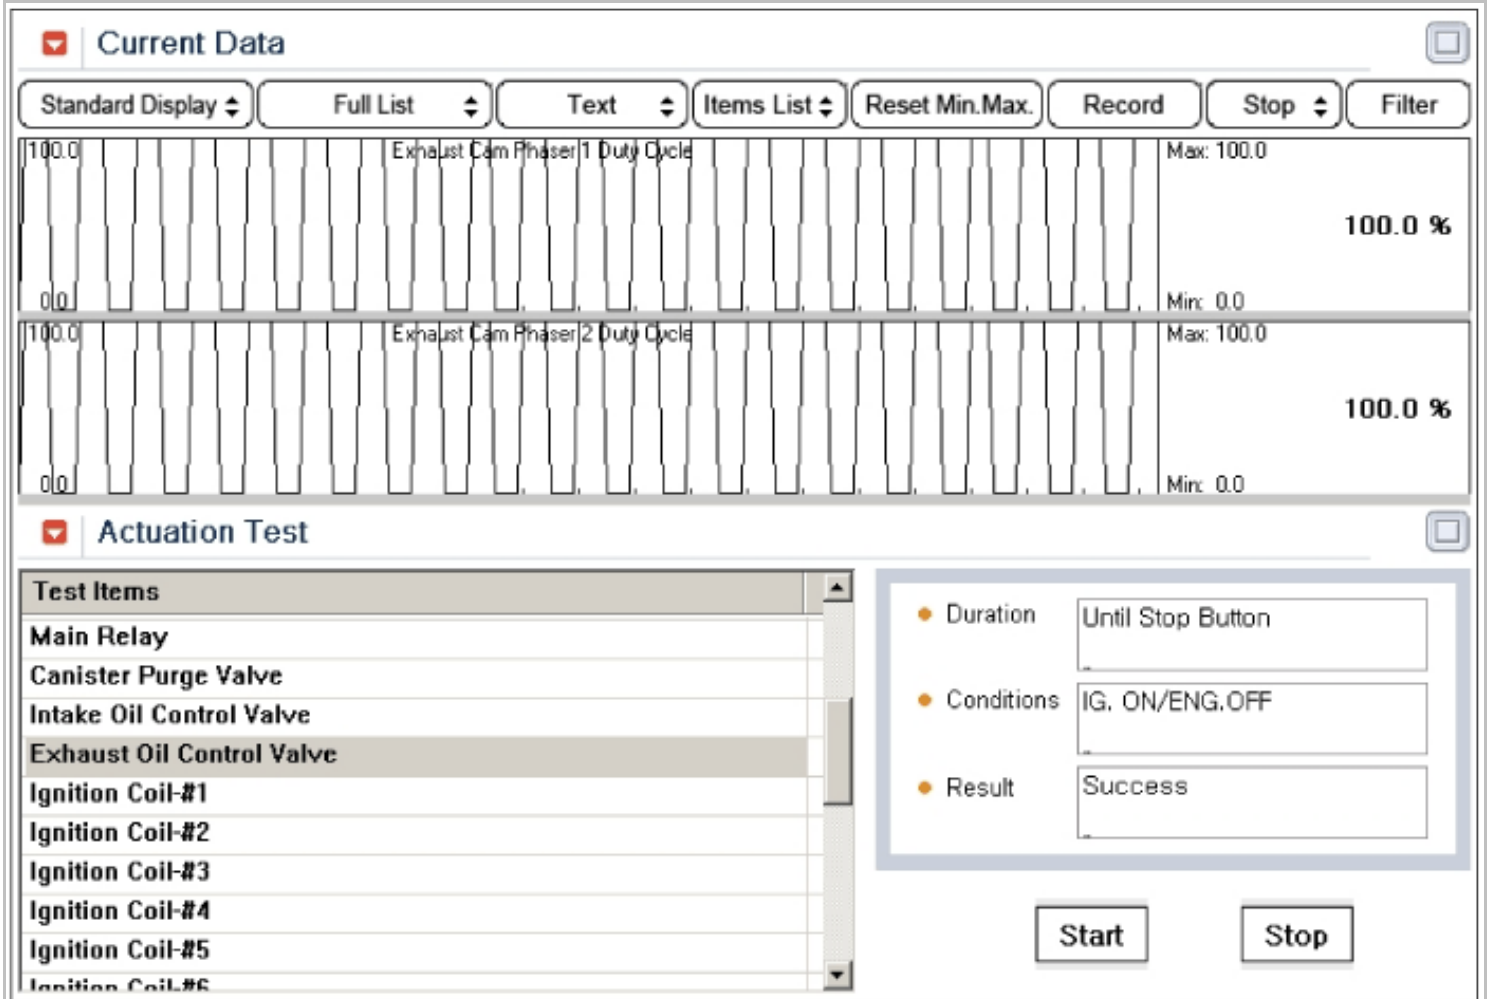 Current Data
Standard Display Full List Text Items List Reset Min.Max. Record Stop Filter
100.0 Exhaust Cam Phaser 1 Duty Cycle Max: 100.0
100.0 %
0.0 Min: 0.0
100.0 Exhaust Cam Phaser 2 Duty Cycle Max: 100.0
100.0 %
0.0 Min: 0.0
Actuation Test
Test Items
Main Relay
Canister Purge Valve
Intake Oil Control Valve
Exhaust Oil Control Valve
Ignition Coil-#1
Ignition Coil-#2
Ignition Coil-#3
Ignition Coil-#4
Ignition Coil-#5
Ignition Coil-#6
Duration Until Stop Button
-
Conditions IG. ON/ENG.OFF
-
Result Success
-
Start Stop